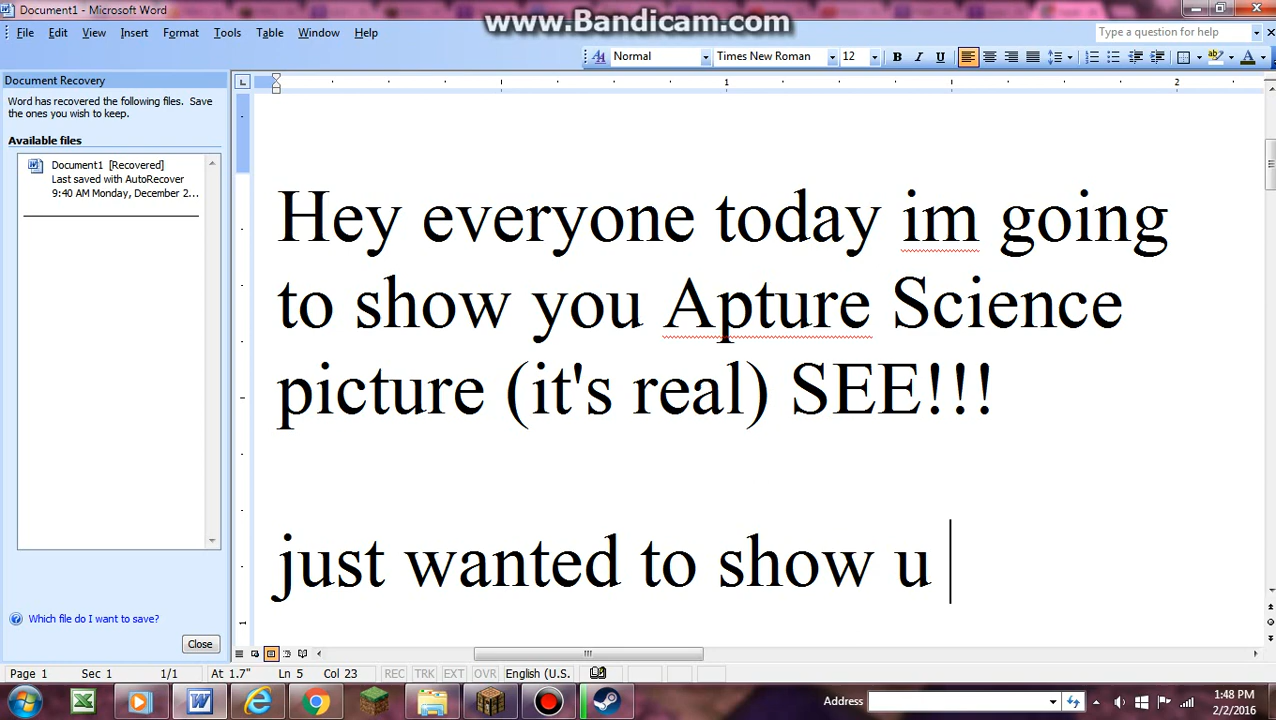 Document1 - Microsoft Word
www.Bandicam.com
File Edit View Insert Format Tools Table Window Help
Type a question for help
Normal Times New Roman 12 B I U
Document Recovery
Word has recovered the following files. Save
the ones you wish to keep.
Available files
Document1 [Recovered]
Last saved with AutoRecover
9:40 AM Monday, December 2...
1 2
Hey everyone today im going
to show you Apture Science
picture (it's real) SEE!!!
just wanted to show u
Which file do I want to save?
Close
Page 1 Sec 1 1/1 At 1.7" Ln 5 Col 23 REC TRK EXT OVR English (U.S.
Address
1:48 PM
2/2/2016